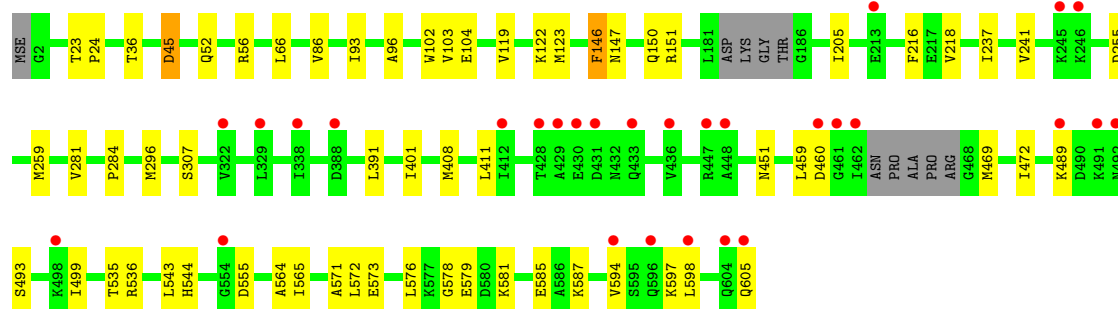 MSE G2 T23 P24 T36 D45 Q52 R56 L66 V86 I93 A96 W102 V103 E104 V119 K122 M123 F146 N147 Q150 R151 L181 ASP LYS GLY THR G186 I205 E213 F216 E217 V218 I237 V241 K245 K246 D255
M259 V281 P284 M296 S307 V322 L329 I338 D388 L391 I401 M408 L411 I412 T428 A429 E430 D431 N432 Q433 V436 R447 A448 N451 L459 D460 G461 I462 ASN PRO ALA PRO ARG G468 M469 I472 K489 D490 K491 N492
S493 K498 I499 T535 R536 L543 H544 G554 D555 A564 I565 A571 L572 E573 L576 K577 G578 E579 D580 K581 E585 A586 K587 V594 S595 Q596 K597 L598 Q604 Q605